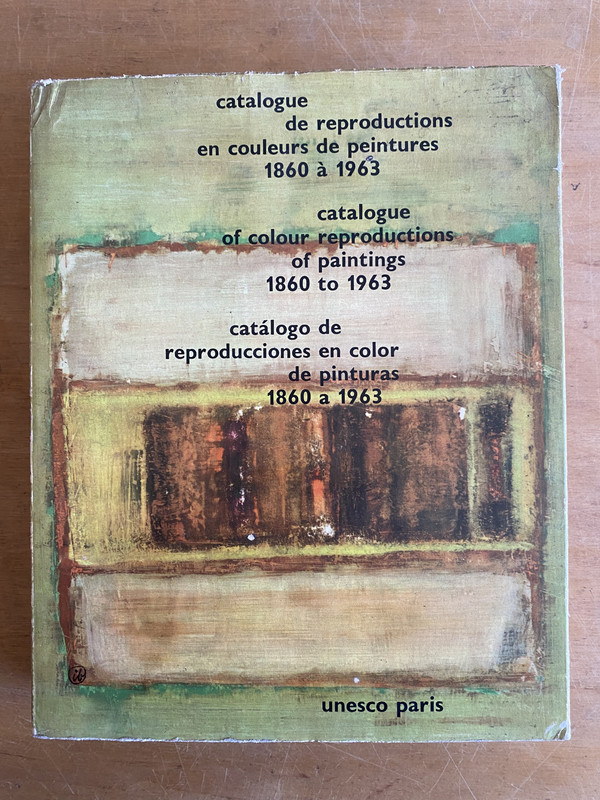 catalogue
de reproductions
en couleurs de peintures
1860 à 1963
catalogue
of colour reproductions
of paintings
1860 to 1963
catálogo de
reproducciones en color
de pinturas
1860 a 1963
unesco paris